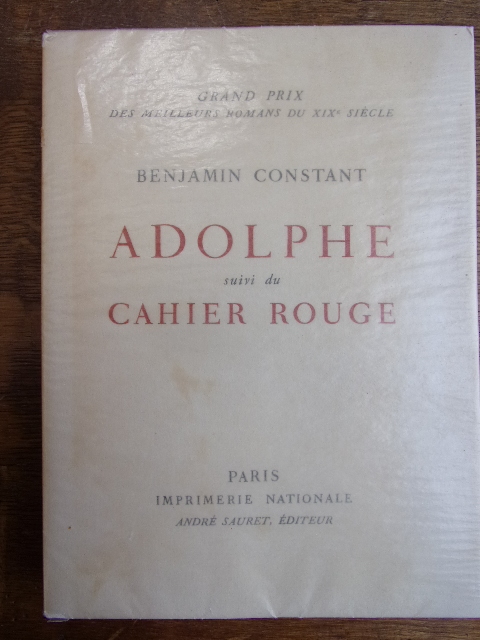 GRAND PRIX
DES MEILLEURS ROMANS DU XIXe SIÈCLE
BENJAMIN CONSTANT
ADOLPHE
suivi du
CAHIER ROUGE
PARIS
IMPRIMERIE NATIONALE
ANDRÉ SAURET, ÉDITEUR